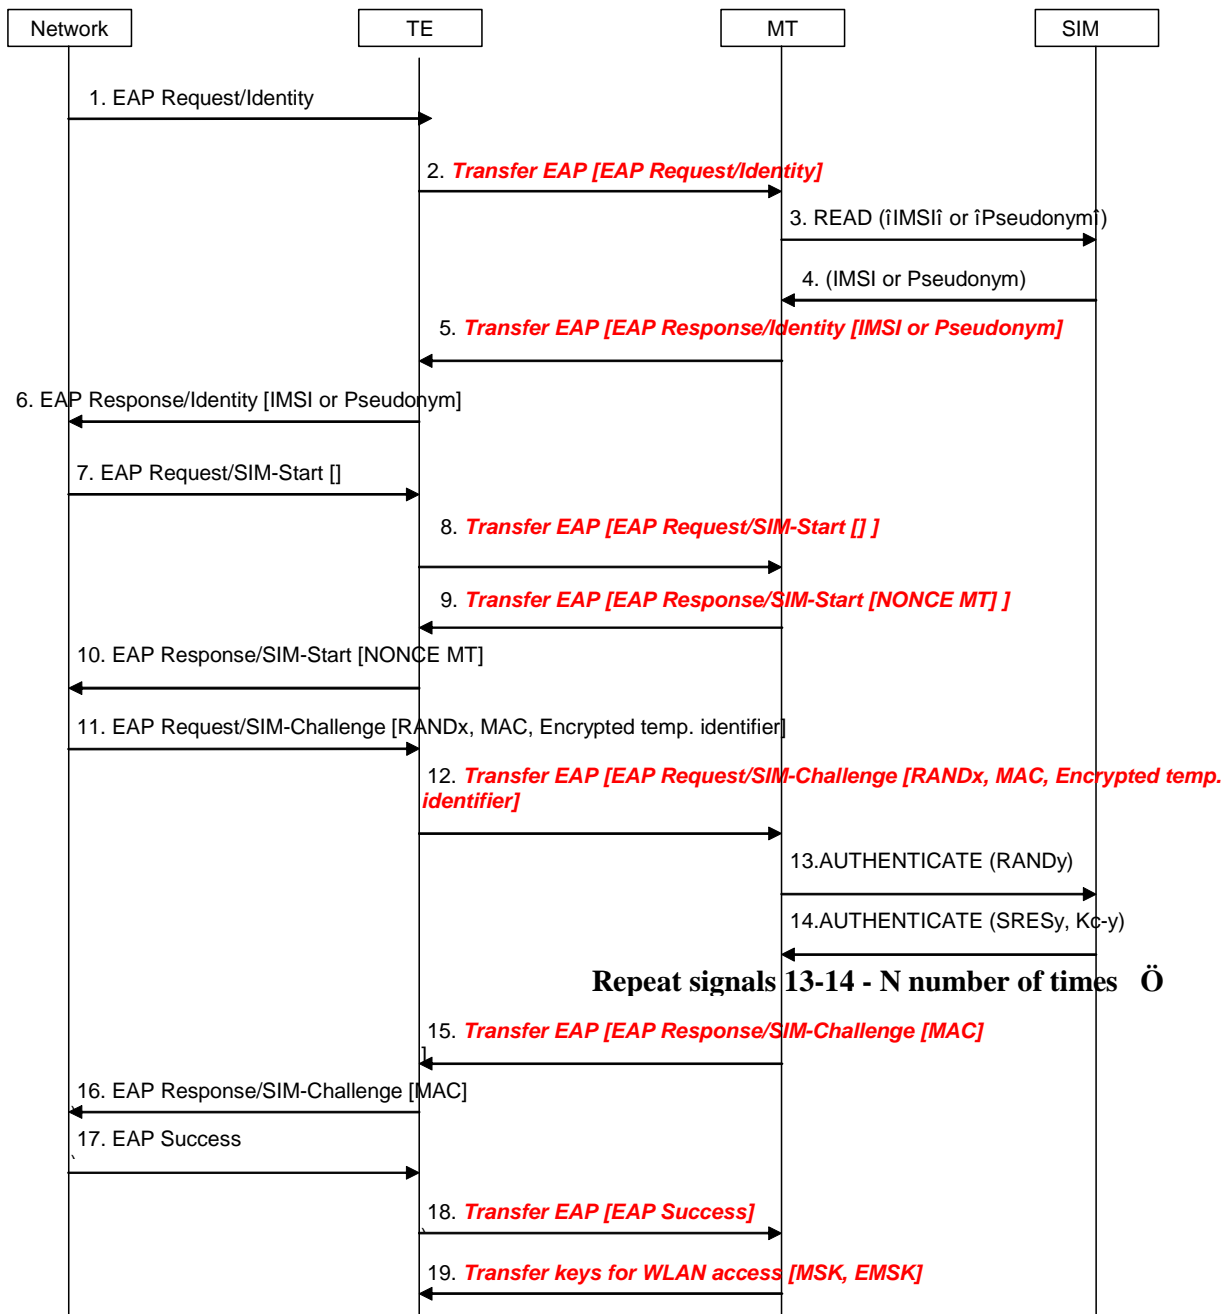 Network TE MT SIM
1. EAP Request/Identity
2. Transfer EAP [EAP Request/Identity]
3. READ (îIMSIî or îPseudonymî)
4. (IMSI or Pseudonym)
5. Transfer EAP [EAP Response/Identity [IMSI or Pseudonym]
6. EAP Response/Identity [IMSI or Pseudonym]
7. EAP Request/SIM-Start []
8. Transfer EAP [EAP Request/SIM-Start [] ]
9. Transfer EAP [EAP Response/SIM-Start [NONCE MT] ]
10. EAP Response/SIM-Start [NONCE MT]
11. EAP Request/SIM-Challenge [RANDx, MAC, Encrypted temp. identifier]
12. Transfer EAP [EAP Request/SIM-Challenge [RANDx, MAC, Encrypted temp.
identifier]
13.AUTHENTICATE (RANDy)
14.AUTHENTICATE (SRESy, Kc-y)
Repeat signals 13-14 - N number of times Ö
15. Transfer EAP [EAP Response/SIM-Challenge [MAC]
]
16. EAP Response/SIM-Challenge [MAC]
`
17. EAP Success
`
18. Transfer EAP [EAP Success]
`
19. Transfer keys for WLAN access [MSK, EMSK]